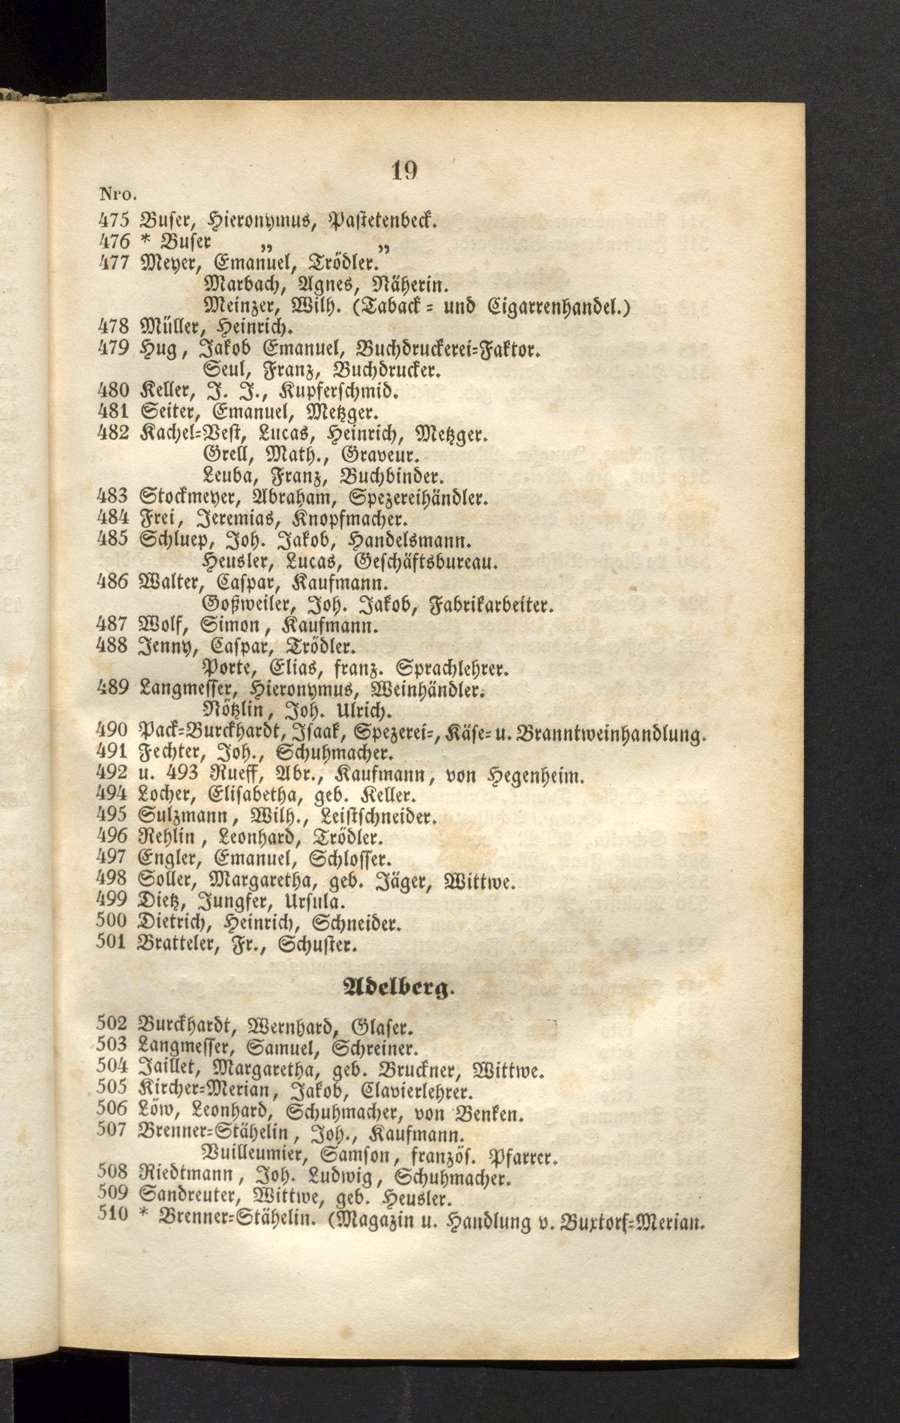 19
Nro.
475 Buser, Hieronymus, Pastetenbeck.
476 * Buser „ „
477 Meyer, Emanuel, Trödler.
Marbach, Agnes, Näherin.
Meinzer, Wilh. (Taback- und Cigarrenhandel.)
478 Müller, Heinrich.
479 Hug, Jakob Emanuel, Buchdruckerei-Faktor.
Seul, Franz, Buchdrucker.
480 Keller, J. J., Kupferschmid.
481 Seiter, Emanuel, Metzger.
482 Kachel-Vest, Lucas, Heinrich, Metzger.
Grell, Math., Graveur.
Leuba, Franz, Buchbinder.
483 Stockmeyer, Abraham, Spezereihändler.
484 Frei, Jeremias, Knopfmacher.
485 Schluep, Joh. Jakob, Handelsmann.
Heusler, Lucas, Geschäftsbureau.
486 Walter, Caspar, Kaufmann.
Goßweiler, Joh. Jakob, Fabrikarbeiter.
487 Wolf, Simon, Kaufmann.
488 Jenny, Caspar, Trödler.
Porte, Elias, franz. Sprachlehrer.
489 Langmesser, Hieronymus, Weinhändler.
Nötzlin, Joh. Ulrich.
490 Pack-Burckhardt, Isaak, Spezerei-, Käse- u. Branntweinhandlung.
491 Fechter, Joh., Schuhmacher.
492 u. 493 Rueff, Abr., Kaufmann, von Hegenheim.
494 Locher, Elisabetha, geb. Keller.
495 Sulzmann, Wilh., Leistschneider.
496 Rehlin, Leonhard, Trödler.
497 Engler, Emanuel, Schlosser.
498 Soller, Margaretha, geb. Jäger, Wittwe.
499 Dietz, Jungfer, Ursula.
500 Dietrich, Heinrich, Schneider.
501 Bratteler, Fr., Schuster.
Adelberg.
502 Burckhardt, Wernhard, Glaser.
503 Langmesser, Samuel, Schreiner.
504 Jaillet, Margaretha, geb. Bruckner, Wittwe.
505 Kircher-Merian, Jakob, Clavierlehrer.
506 Löw, Leonhard, Schuhmacher, von Benken.
507 Brenner-Stähelin, Joh., Kaufmann.
Vuilleumier, Samson, französ. Pfarrer.
508 Riedtmann, Joh. Ludwig, Schuhmacher.
509 Sandreuter, Wittwe, geb. Heusler.
510 * Brenner-Stähelin. (Magazin u. Handlung v. Buxtorf-Merian.